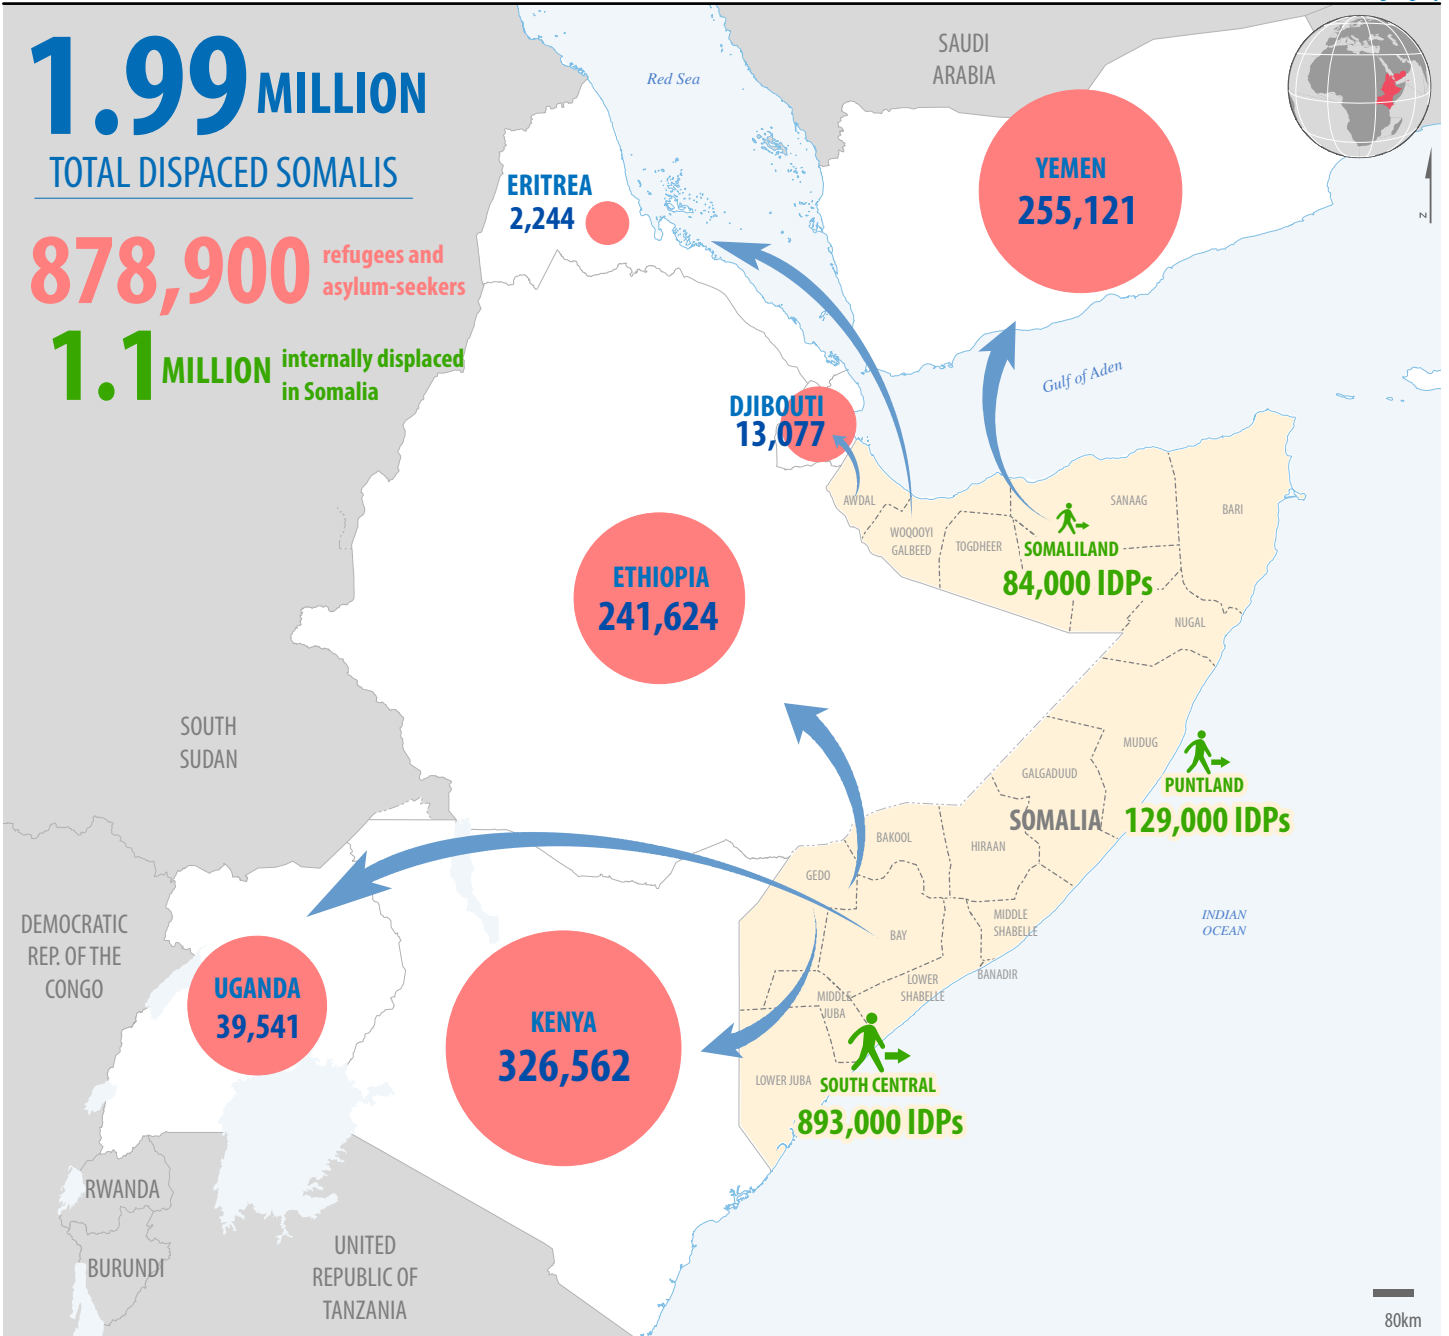 1.99 MILLION
TOTAL DISPACED SOMALIS
878,900 refugees and
asylum-seekers
1.1 MILLION internally displaced
in Somalia
SAUDI
ARABIA
Red Sea
YEMEN
255,121
ERITREA
2,244
Z
Gulf of Aden
DJIBOUTI
13,077
AWDAL
WOQOOYI
GALBEED
TOGDHEER
SANAAG
BARI
SOMALILAND
84,000 IDPs
ETHIOPIA
241,624
NUGAL
SOUTH
SUDAN
MUDUG
GALGADUUD
PUNTLAND
129,000 IDPs
SOMALIA
BAKOOL
HIRAAN
GEDO
BAY
MIDDLE
SHABELLE
INDIAN
OCEAN
DEMOCRATIC
REP. OF THE
CONGO
BANADIR
LOWER
SHABELLE
MIDDLE
JUBA
UGANDA
39,541
KENYA
326,562
LOWER JUBA
SOUTH CENTRAL
893,000 IDPs
RWANDA
BURUNDI
UNITED
REPUBLIC OF
TANZANIA
80km